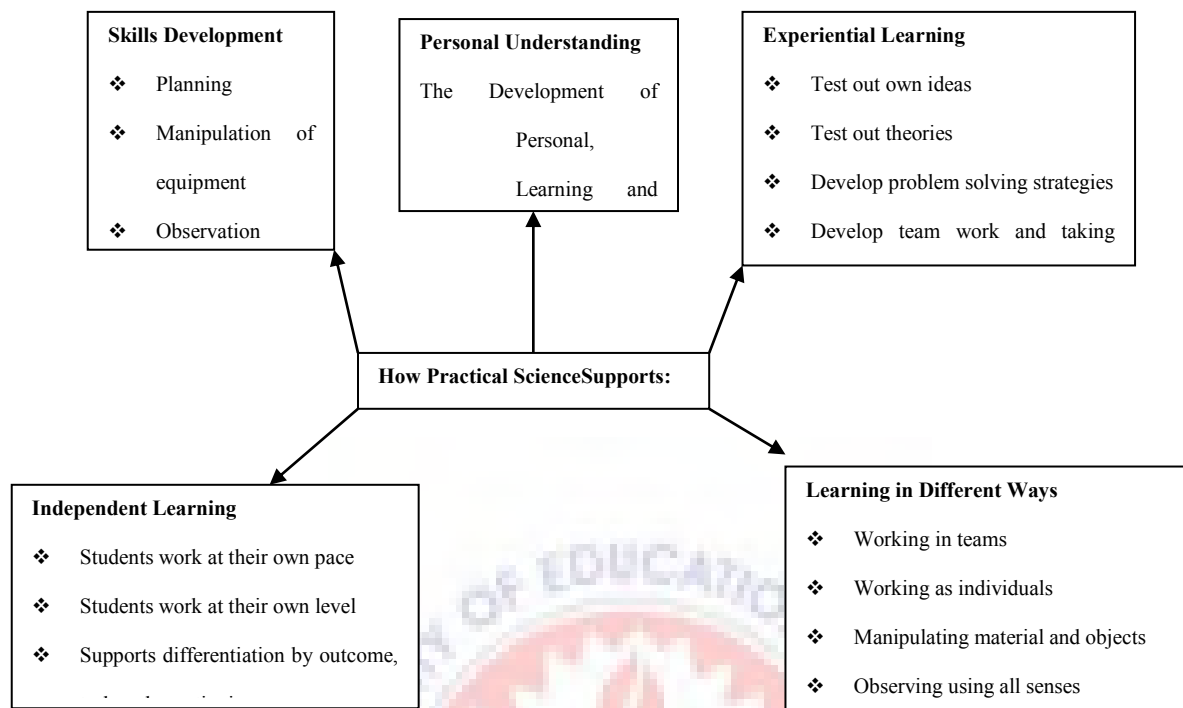 Skills Development
❖ Planning
❖ Manipulation of
equipment
❖ Observation
Personal Understanding
The Development of
Personal,
Learning and
Experiential Learning
❖ Test out own ideas
❖ Test out theories
❖ Develop problem solving strategies
❖ Develop team work and taking
How Practical ScienceSupports:
Independent Learning
❖ Students work at their own pace
❖ Students work at their own level
❖ Supports differentiation by outcome,
Learning in Different Ways
❖ Working in teams
❖ Working as individuals
❖ Manipulating material and objects
❖ Observing using all senses
OF EDUCATION